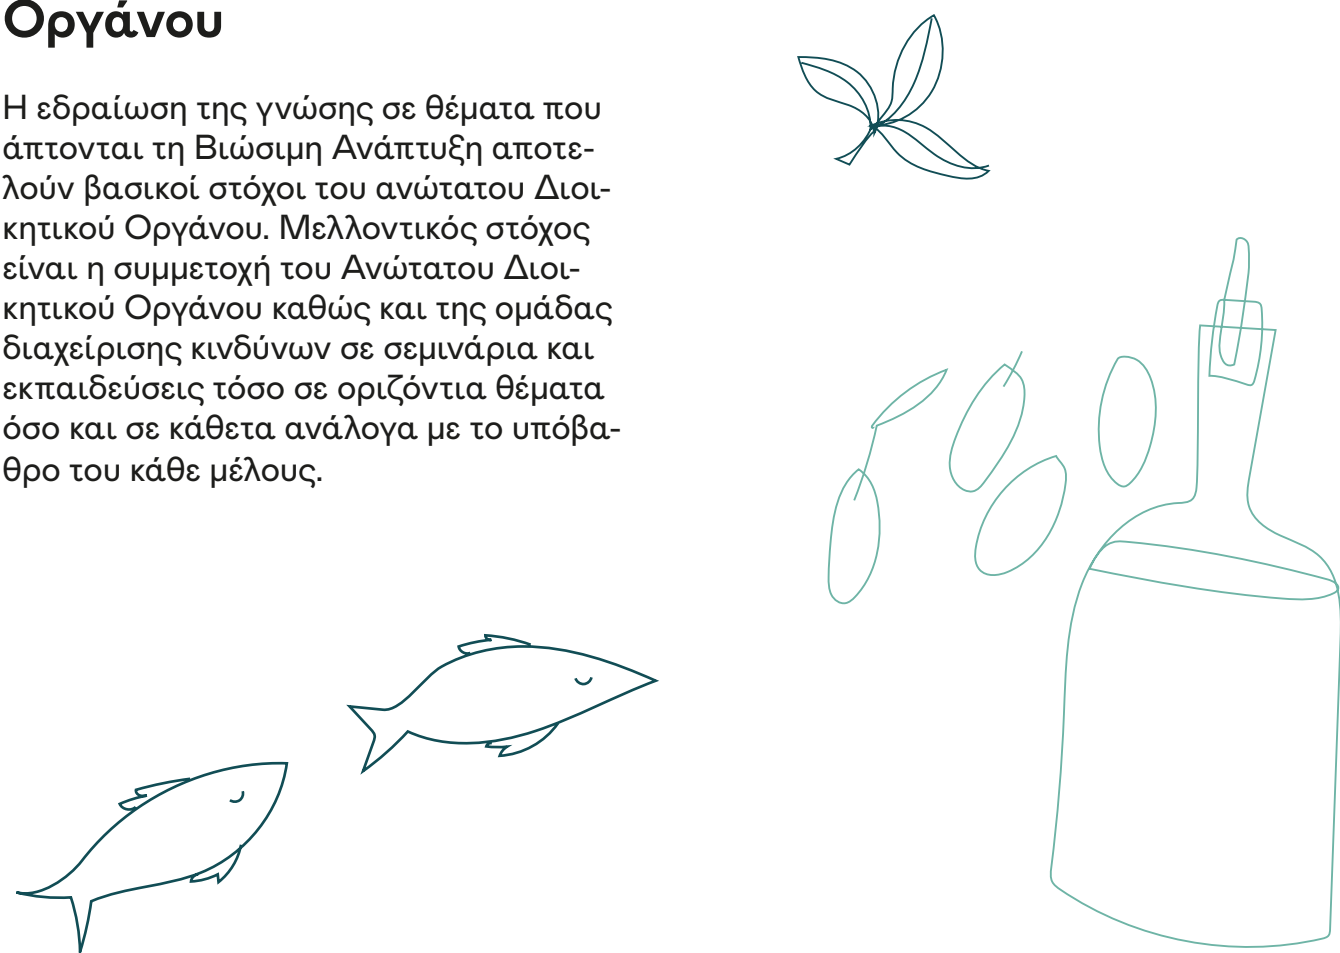 Οργάνου
Η εδραίωση της γνώσης σε θέματα που
άπτονται τη Βιώσιμη Ανάπτυξη αποτε-
λούν βασικοί στόχοι του ανώτατου Διοι-
κητικού Οργάνου. Μελλοντικός στόχος
είναι η συμμετοχή του Ανώτατου Διοι-
κητικού Οργάνου καθώς και της ομάδας
διαχείρισης κινδύνων σε σεμινάρια και
εκπαιδεύσεις τόσο σε οριζόντια θέματα
όσο και σε κάθετα ανάλογα με το υπόβα-
θρο του κάθε μέλους.